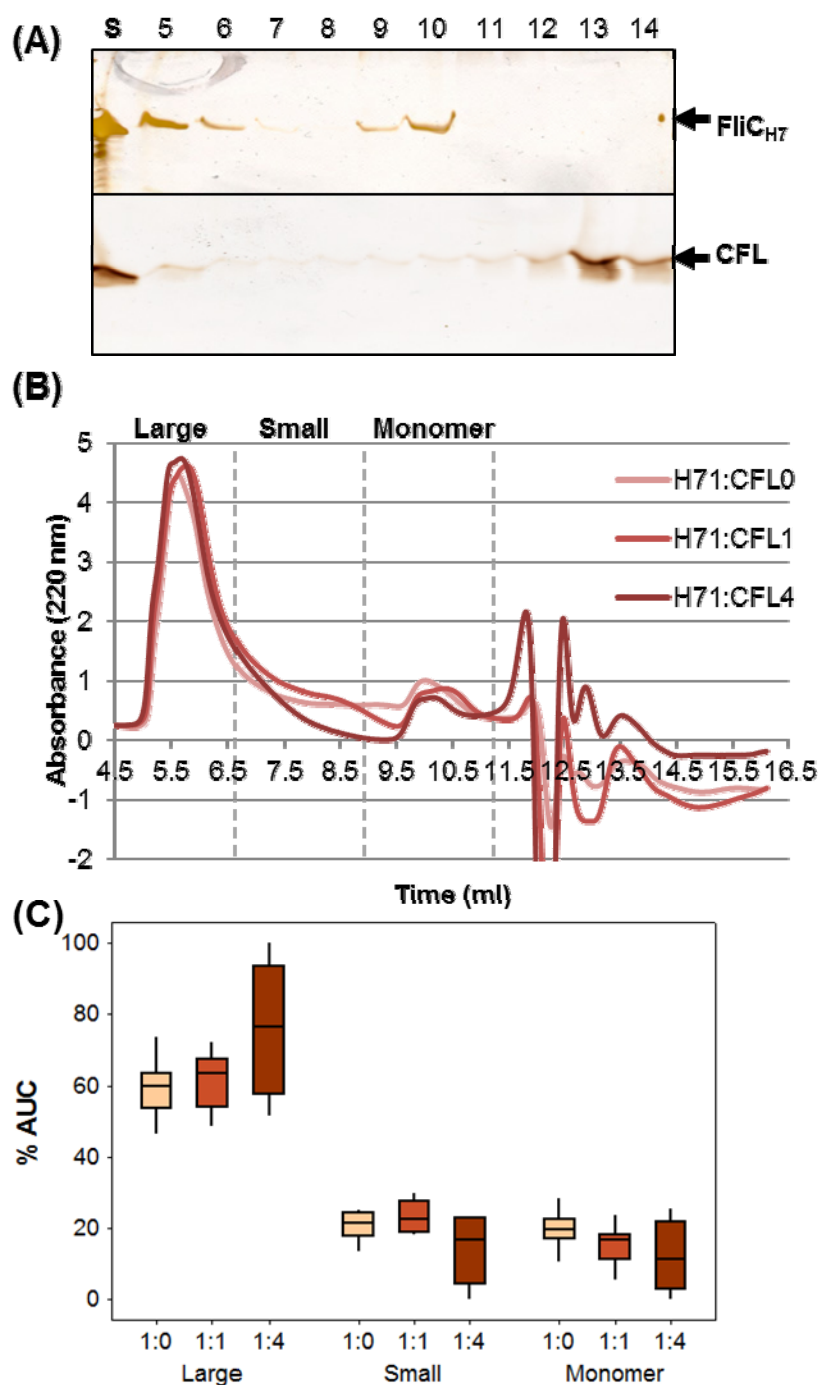 (A)
S 5 6 7 8 9 10 11 12 13 14
FliC_H7
CFL
(B)
Large Small Monomer
5
4
3
2
1
0
-1
-2
Absorbance (220 nm)
H71:CFL0
H71:CFL1
H71:CFL4
4.5 5.5 6.5 7.5 8.5 9.5 10.5 11.5 12.5 13.5 14.5 15.5 16.5
Time (ml)
(C)
100
80
60
40
20
0
% AUC
1:0 1:1 1:4 1:0 1:1 1:4 1:0 1:1 1:4
Large Small Monomer